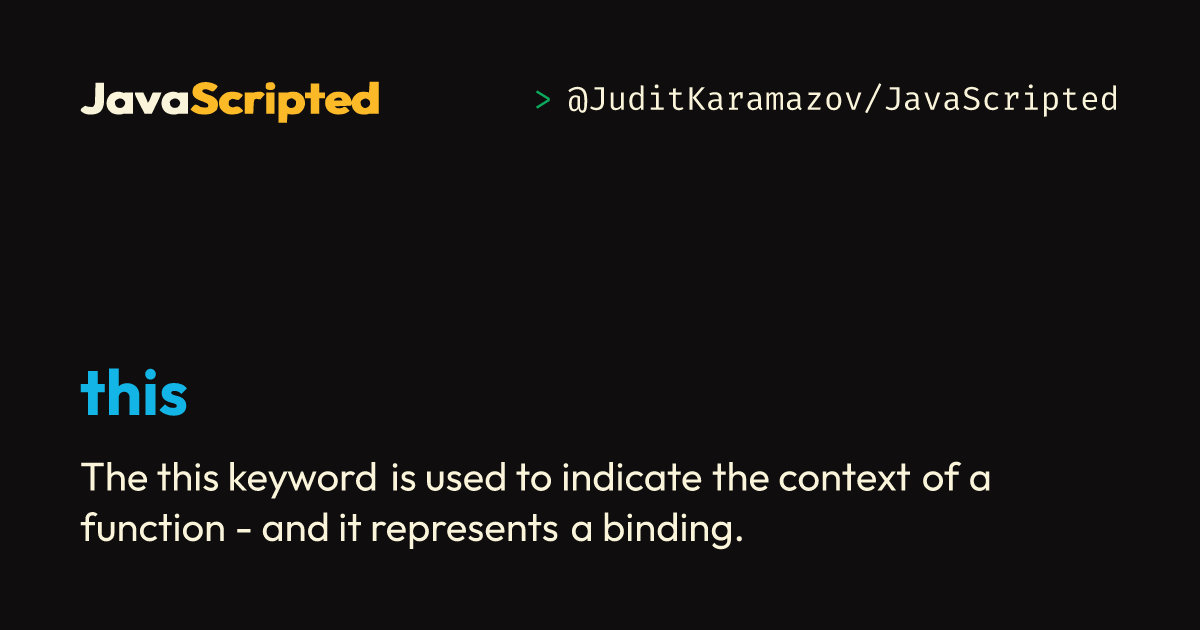 JavaScripted
> @JuditKaramazov/JavaScripted
this
The this keyword is used to indicate the context of a
function - and it represents a binding.